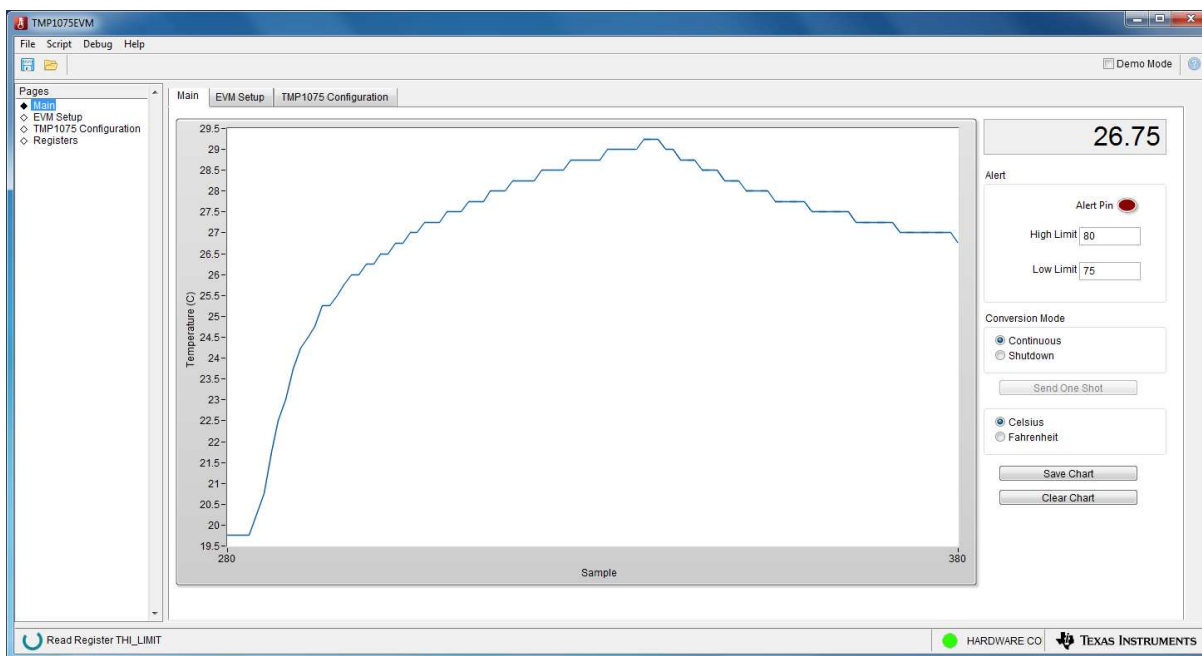 TMP1075EVM
File Script Debug Help
Demo Mode
Pages
Main
EVM Setup
TMP1075 Configuration
Registers
Main EVM Setup TMP1075 Configuration
29.5
29
28.5
28
27.5
27
26.5
26
25.5
25
24.5
24
23.5
23
22.5
22
21.5
21
20.5
20
19.5
Temperature (C)
280 380
Sample
26.75
Alert
Alert Pin
High Limit 80
Low Limit 75
Conversion Mode
Continuous
Shutdown
Send One Shot
Celsius
Fahrenheit
Save Chart
Clear Chart
Read Register THI_LIMIT
HARDWARE CO
TEXAS INSTRUMENTS